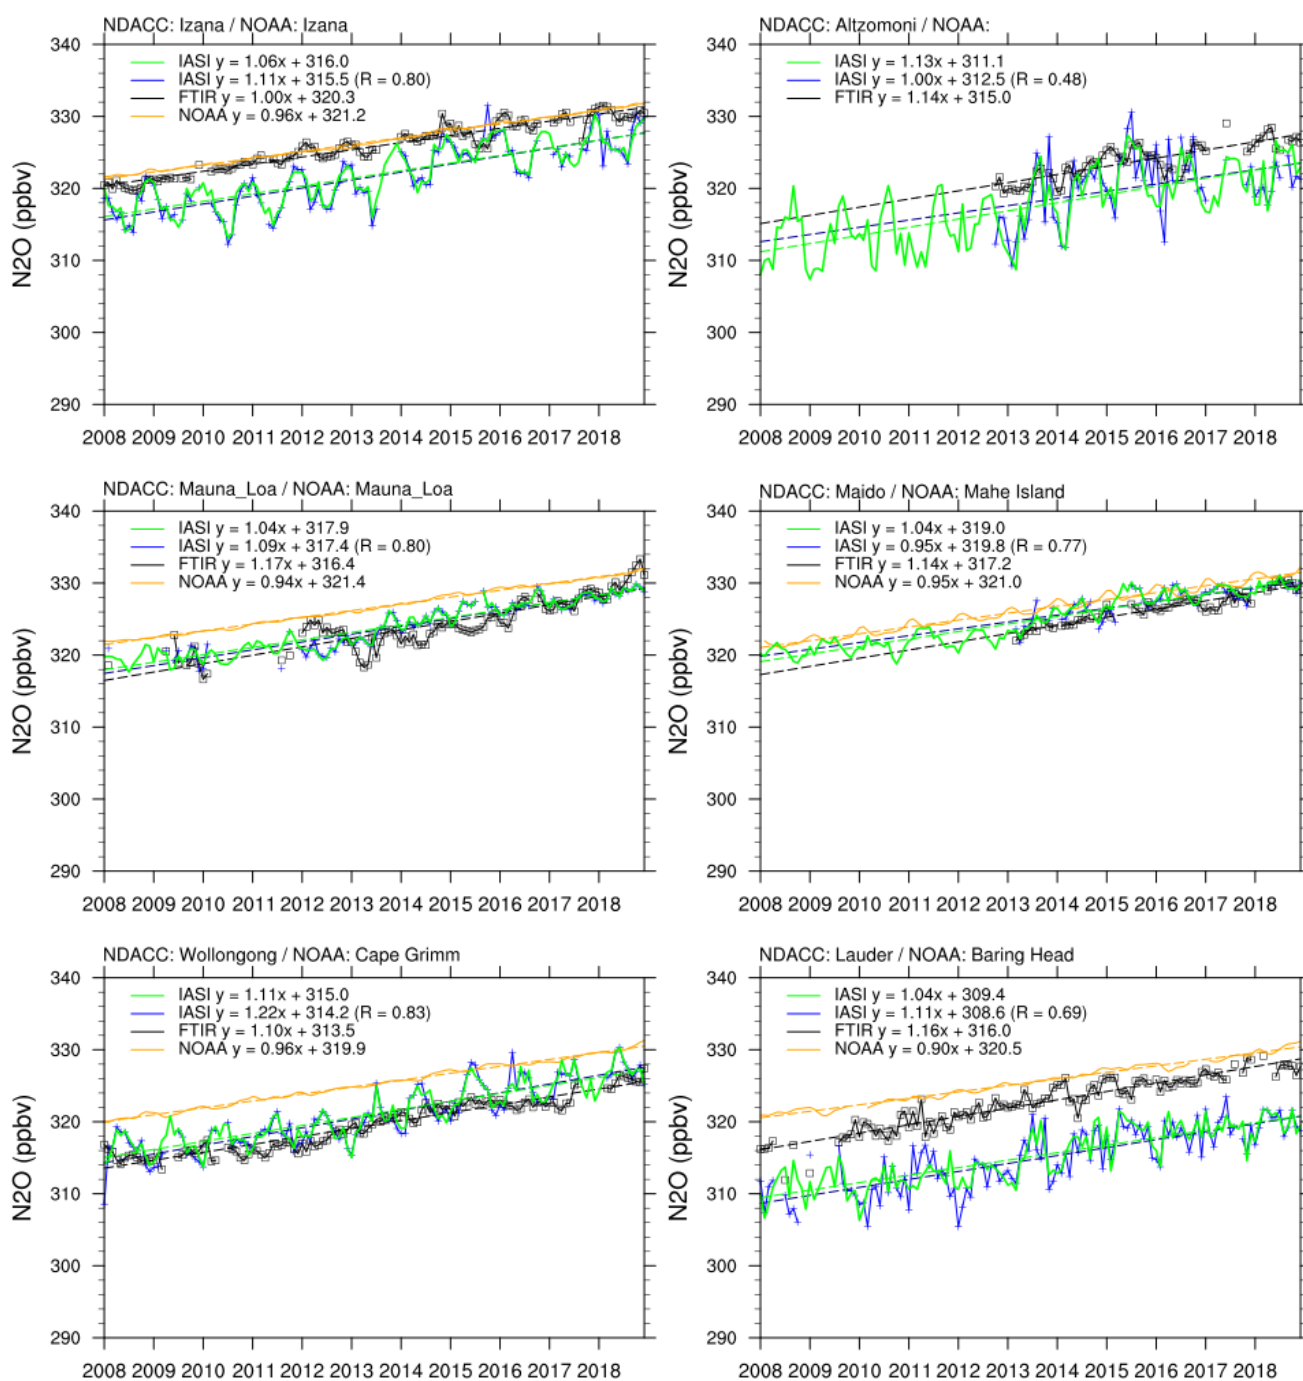 NDACC: Izana / NOAA: Izana
340
330
320
310
300
290
N2O (ppbv)
IASI y = 1.06x + 316.0
IASI y = 1.11x + 315.5 (R = 0.80)
FTIR y = 1.00x + 320.3
NOAA y = 0.96x + 321.2
2008 2009 2010 2011 2012 2013 2014 2015 2016 2017 2018
NDACC: Altzomoni / NOAA:
340
330
320
310
300
290
N2O (ppbv)
IASI y = 1.13x + 311.1
IASI y = 1.00x + 312.5 (R = 0.48)
FTIR y = 1.14x + 315.0
2008 2009 2010 2011 2012 2013 2014 2015 2016 2017 2018
NDACC: Mauna_Loa / NOAA: Mauna_Loa
340
330
320
310
300
290
N2O (ppbv)
IASI y = 1.04x + 317.9
IASI y = 1.09x + 317.4 (R = 0.80)
FTIR y = 1.17x + 316.4
NOAA y = 0.94x + 321.4
2008 2009 2010 2011 2012 2013 2014 2015 2016 2017 2018
NDACC: Maido / NOAA: Mahe Island
340
330
320
310
300
290
N2O (ppbv)
IASI y = 1.04x + 319.0
IASI y = 0.95x + 319.8 (R = 0.77)
FTIR y = 1.14x + 317.2
NOAA y = 0.95x + 321.0
2008 2009 2010 2011 2012 2013 2014 2015 2016 2017 2018
NDACC: Wollongong / NOAA: Cape Grimm
340
330
320
310
300
290
N2O (ppbv)
IASI y = 1.11x + 315.0
IASI y = 1.22x + 314.2 (R = 0.83)
FTIR y = 1.10x + 313.5
NOAA y = 0.96x + 319.9
2008 2009 2010 2011 2012 2013 2014 2015 2016 2017 2018
NDACC: Lauder / NOAA: Baring Head
340
330
320
310
300
290
N2O (ppbv)
IASI y = 1.04x + 309.4
IASI y = 1.11x + 308.6 (R = 0.69)
FTIR y = 1.16x + 316.0
NOAA y = 0.90x + 320.5
2008 2009 2010 2011 2012 2013 2014 2015 2016 2017 2018